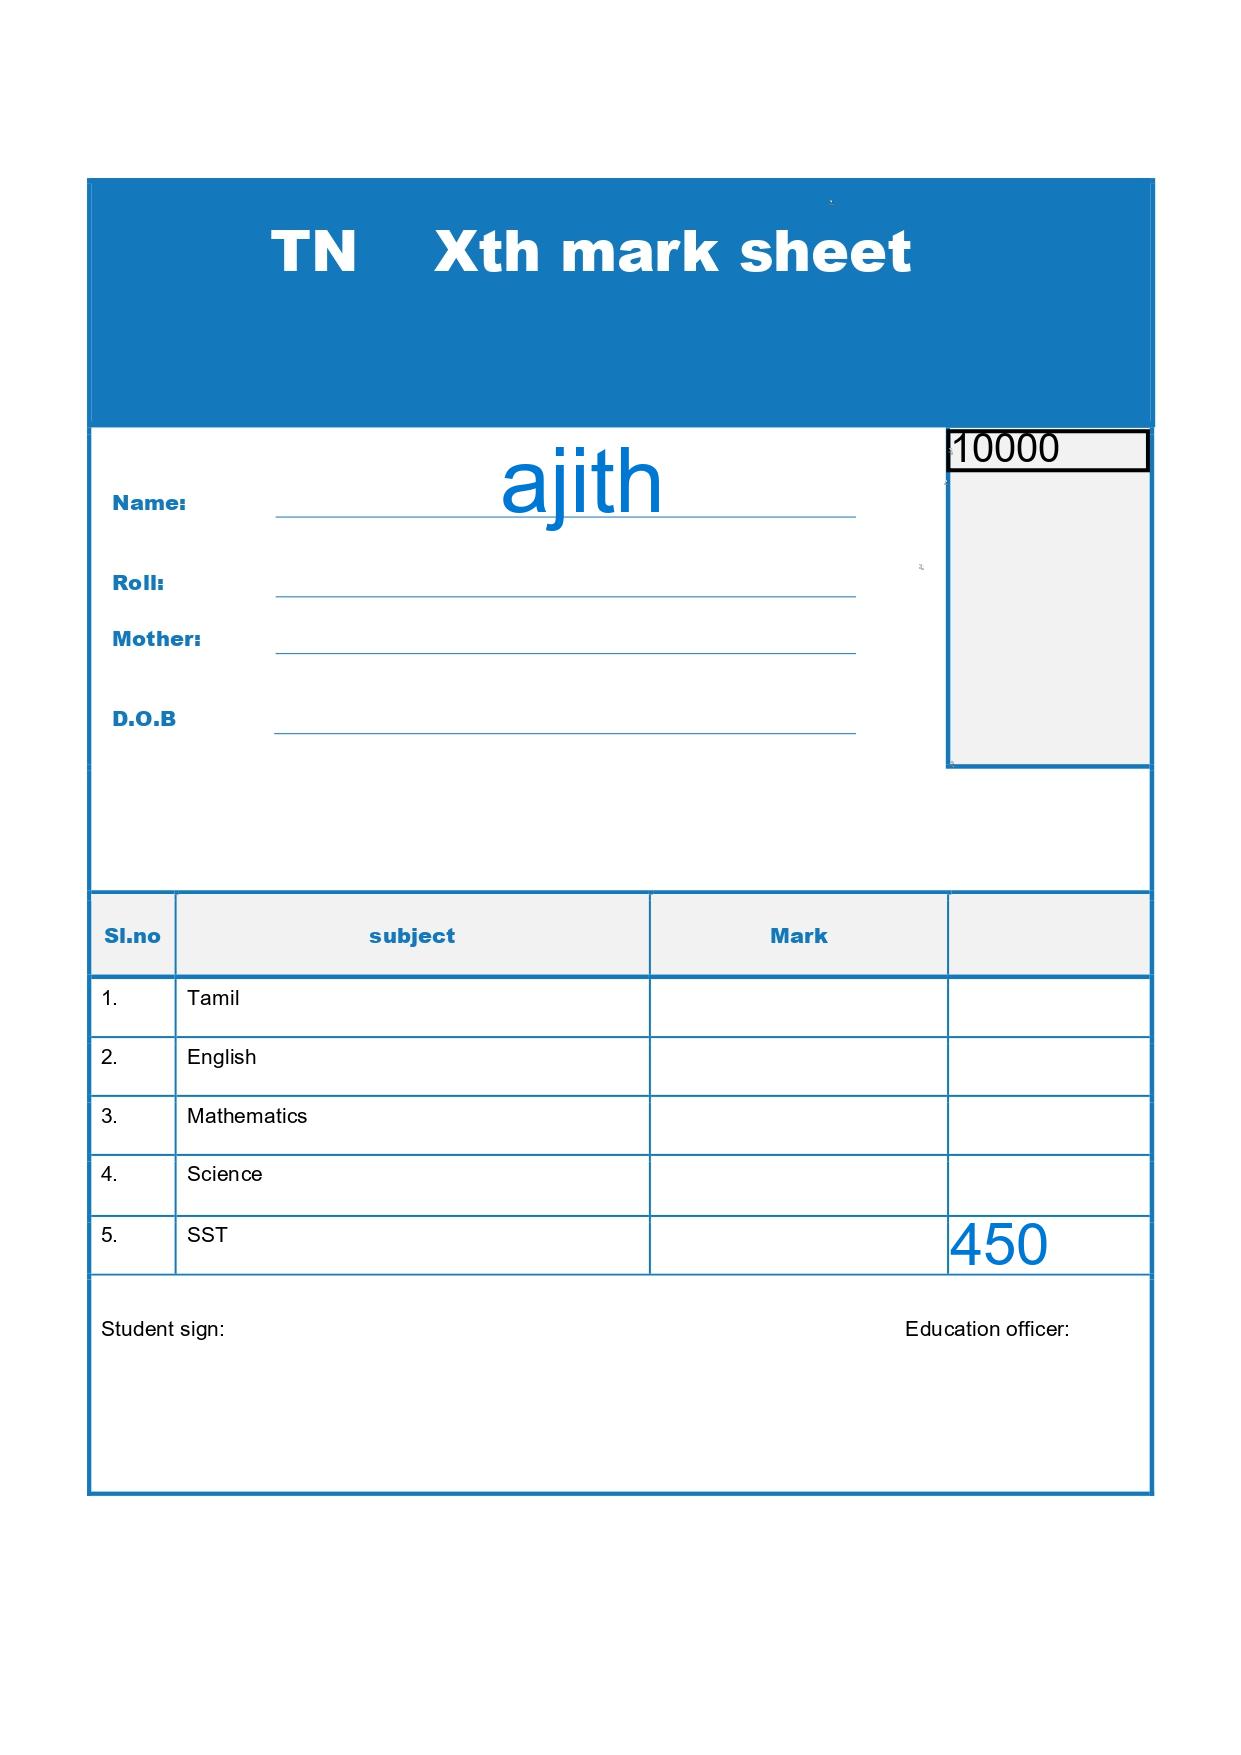 TN Xth mark sheet
10000
Name: ajith
Roll:
Mother:
D.O.B
Sl.no subject Mark
1. Tamil
2. English
3. Mathematics
4. Science
5. SST 450
Student sign: Education officer: